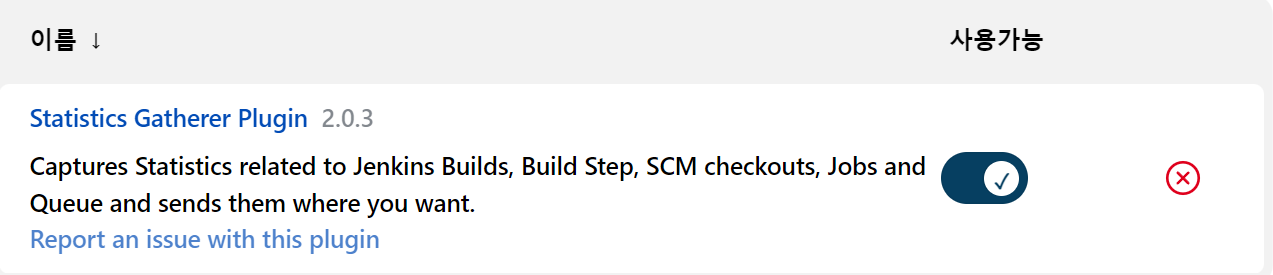 이름 ↓ 사용가능
Statistics Gatherer Plugin 2.0.3
Captures Statistics related to Jenkins Builds, Build Step, SCM checkouts, Jobs and
Queue and sends them where you want.
Report an issue with this plugin